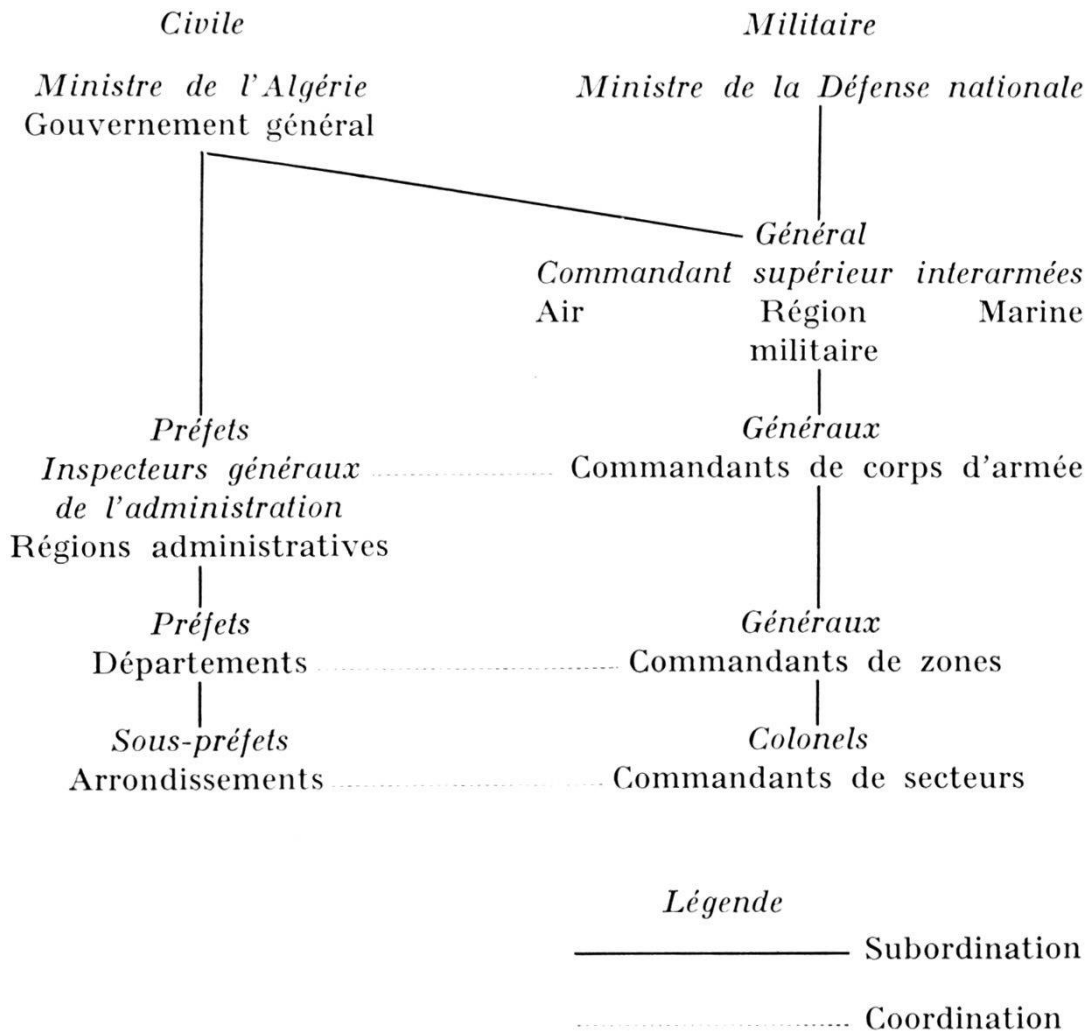 Civile
Militaire
Ministre de l'Algérie
Gouvernement général
Ministre de la Défense nationale
Général
Commandant supérieur interarmées
Air Région Marine
militaire
Préfets
Inspecteurs généraux
de l'administration
Régions administratives
Généraux
Commandants de corps d'armée
Préfets
Départements
Généraux
Commandants de zones
Sous-préfets
Arrondissements
Colonels
Commandants de secteurs
Légende
Subordination
Coordination